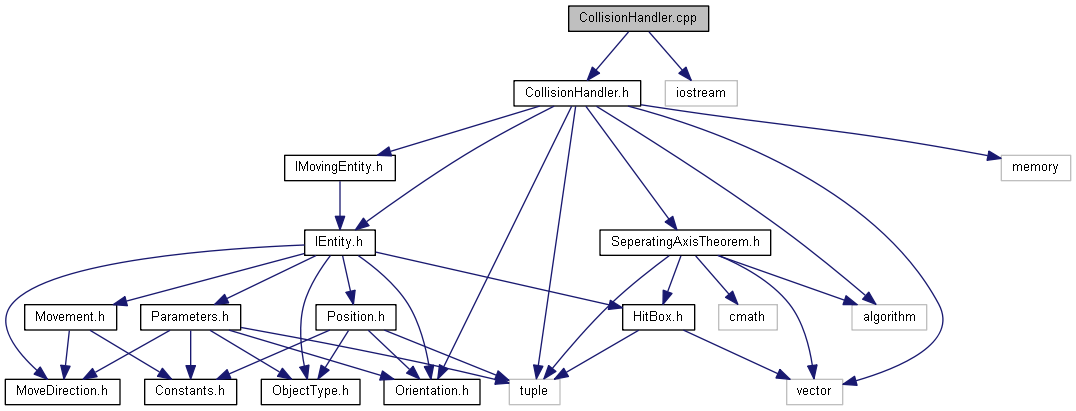 CollisionHandler.cpp
CollisionHandler.h
iostream
IMovingEntity.h
memory
IEntity.h
SeperatingAxisTheorem.h
Movement.h
Parameters.h
Position.h
HitBox.h
cmath
algorithm
MoveDirection.h
Constants.h
ObjectType.h
Orientation.h
tuple
vector